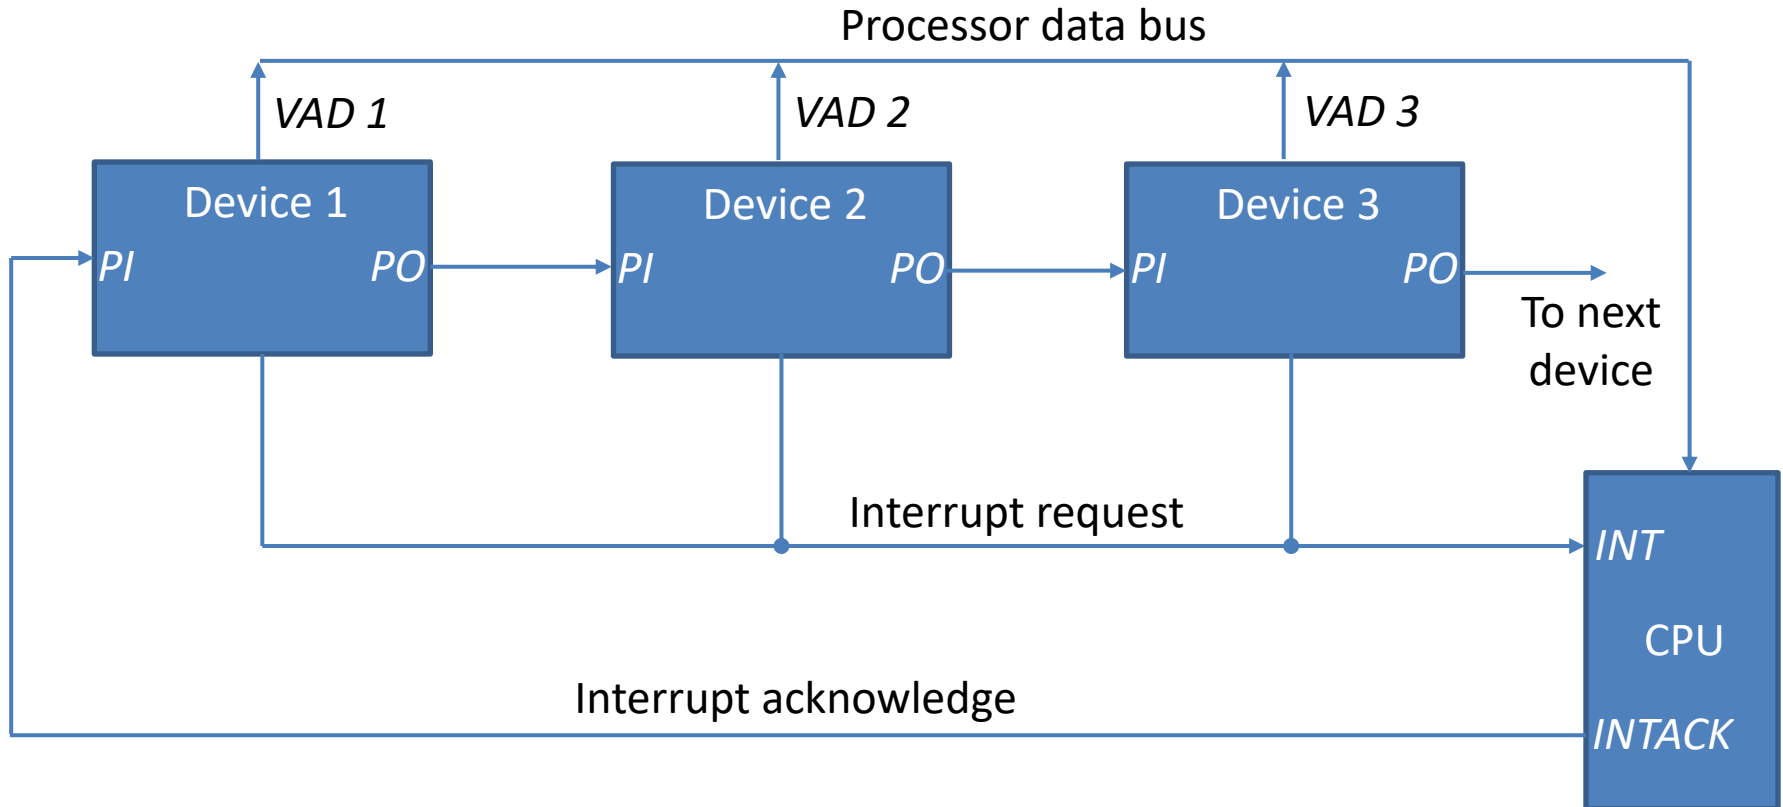 Processor data bus
VAD 1
VAD 2
VAD 3
Device 1
Device 2
Device 3
PI
PO
PI
PO
PI
PO
To next
device
Interrupt request
INT
CPU
Interrupt acknowledge
INTACK